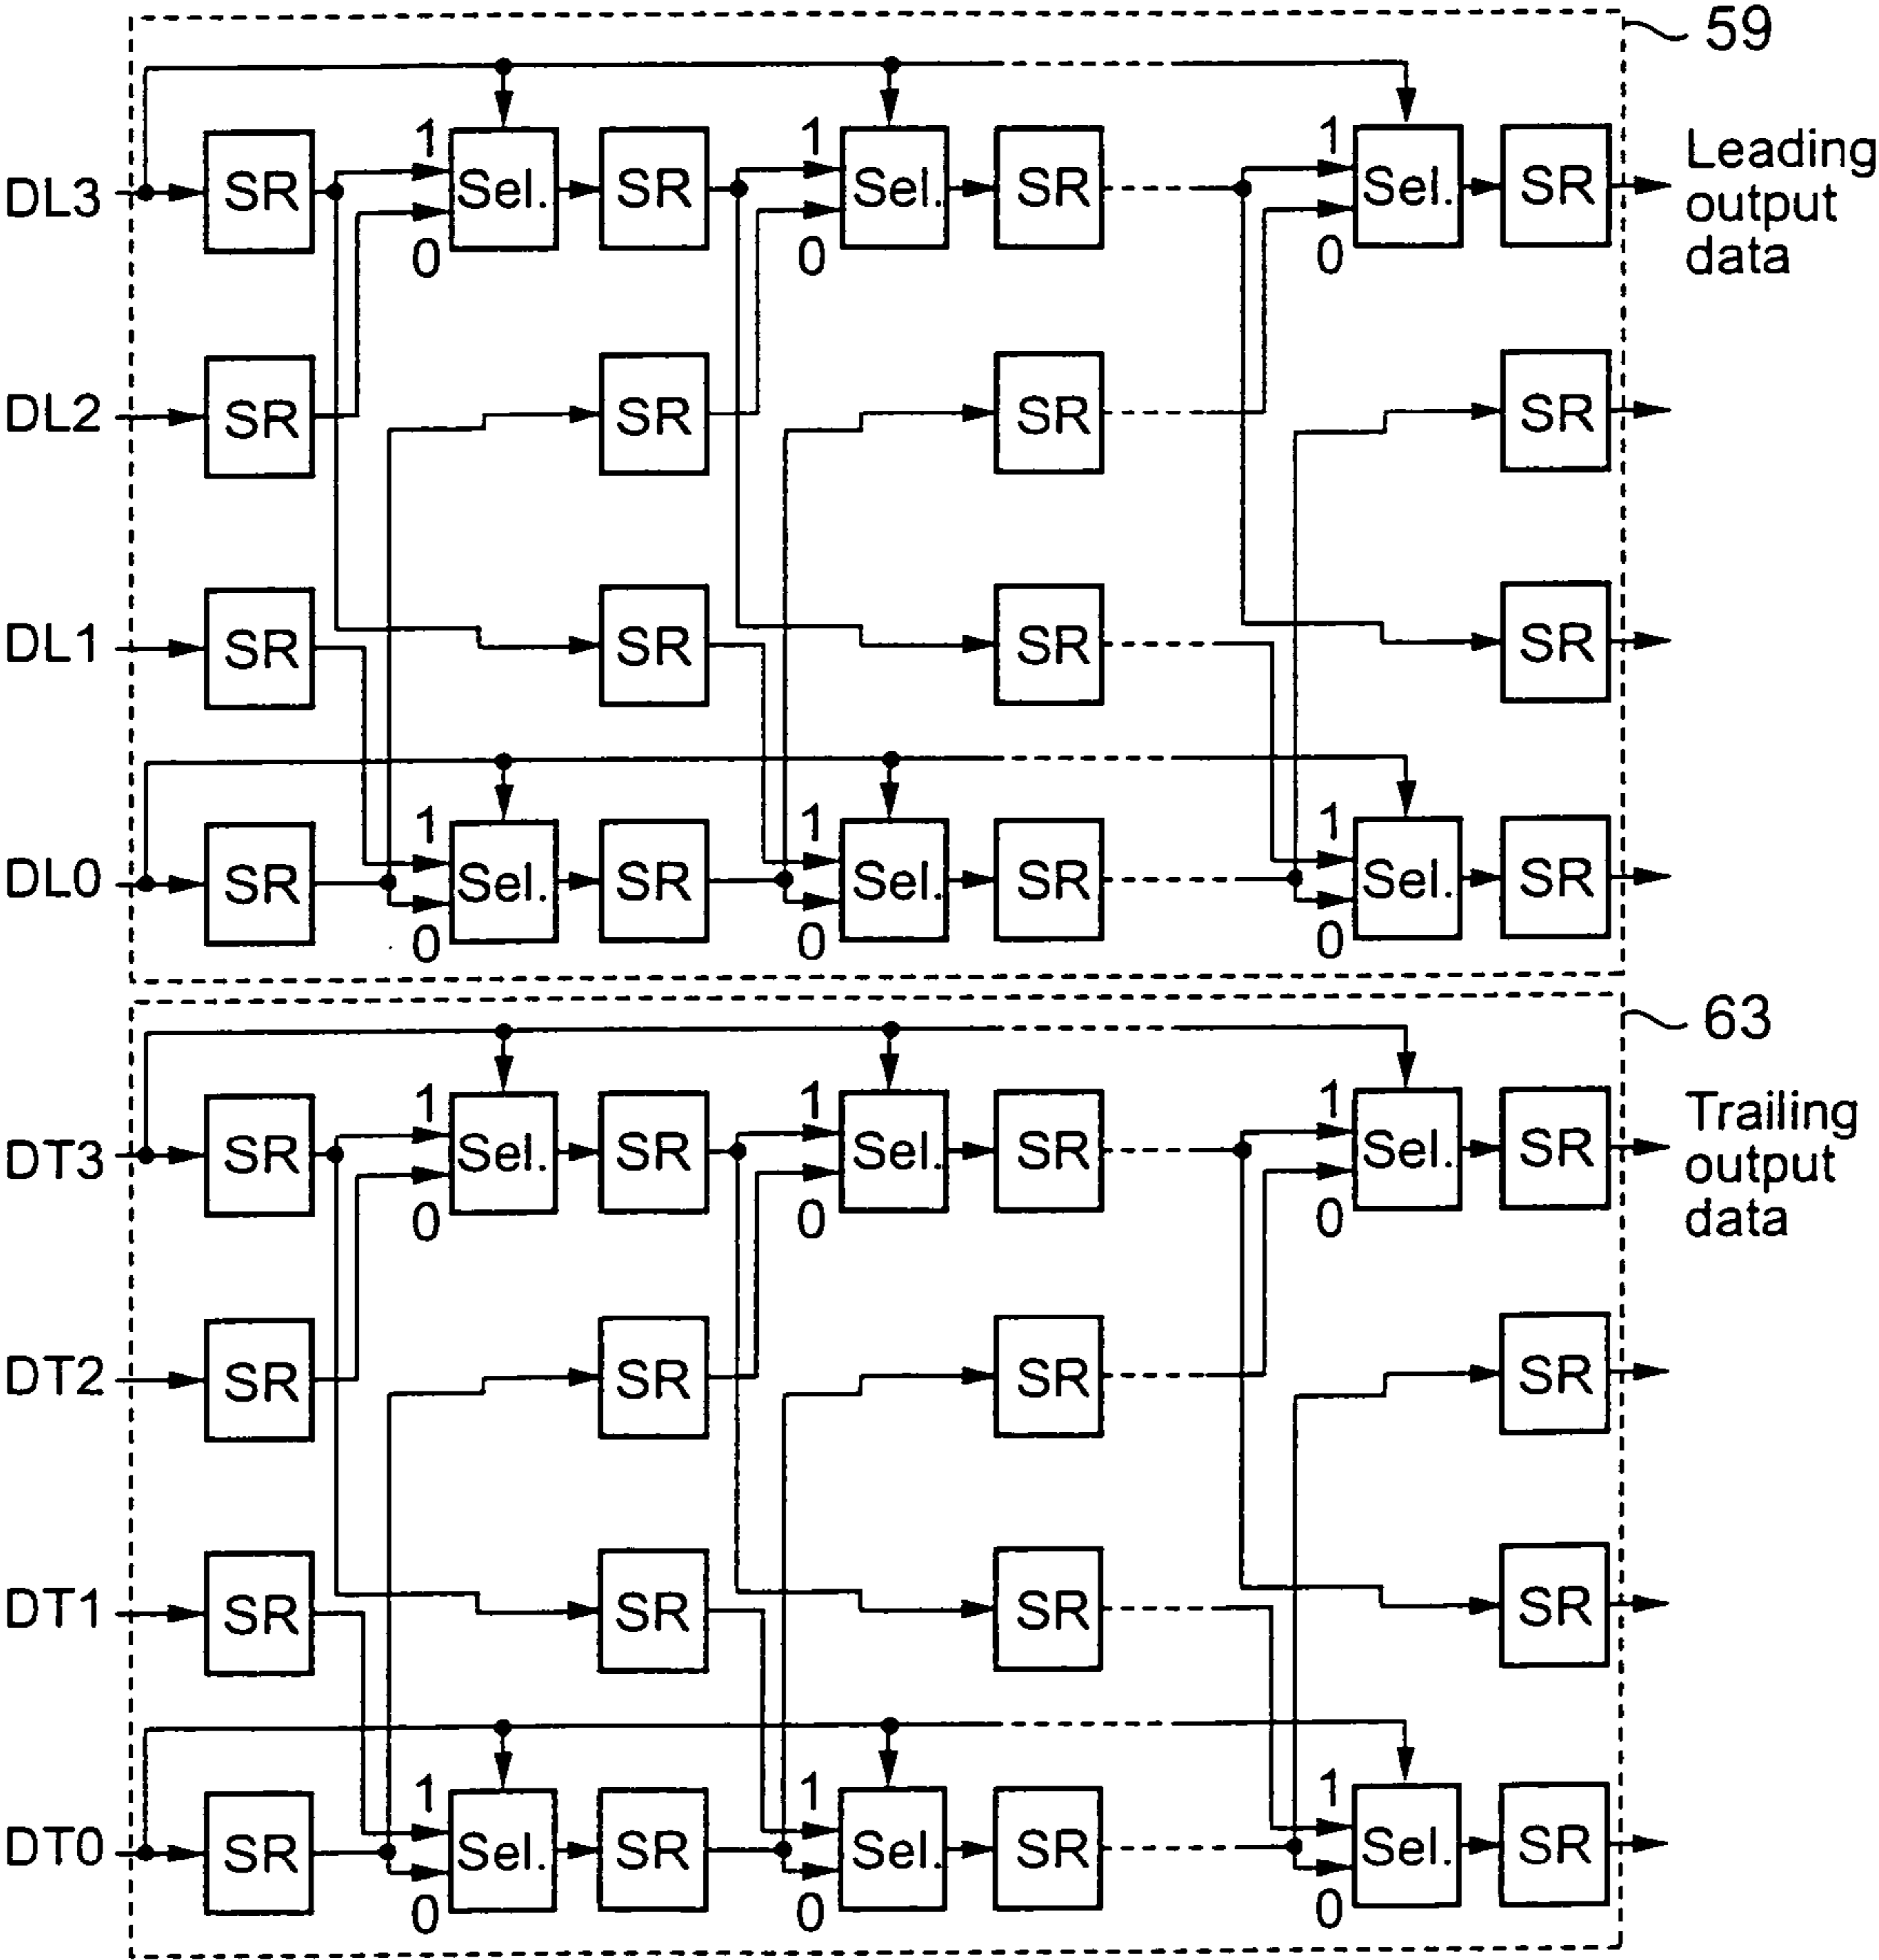 59
1
1
1
DL3
SR
Sel.
SR
Sel.
SR
Sel.
SR
Leading
output
data
0
0
0
DL2
SR
SR
SR
SR
DL1
SR
SR
SR
SR
1
1
1
DL0
SR
Sel.
SR
Sel.
SR
Sel.
SR
0
0
0
63
1
1
1
DT3
SR
Sel.
SR
Sel.
SR
Sel.
SR
Trailing
output
data
0
0
0
DT2
SR
SR
SR
SR
DT1
SR
SR
SR
SR
1
1
1
DT0
SR
Sel.
SR
Sel.
SR
Sel.
SR
0
0
0